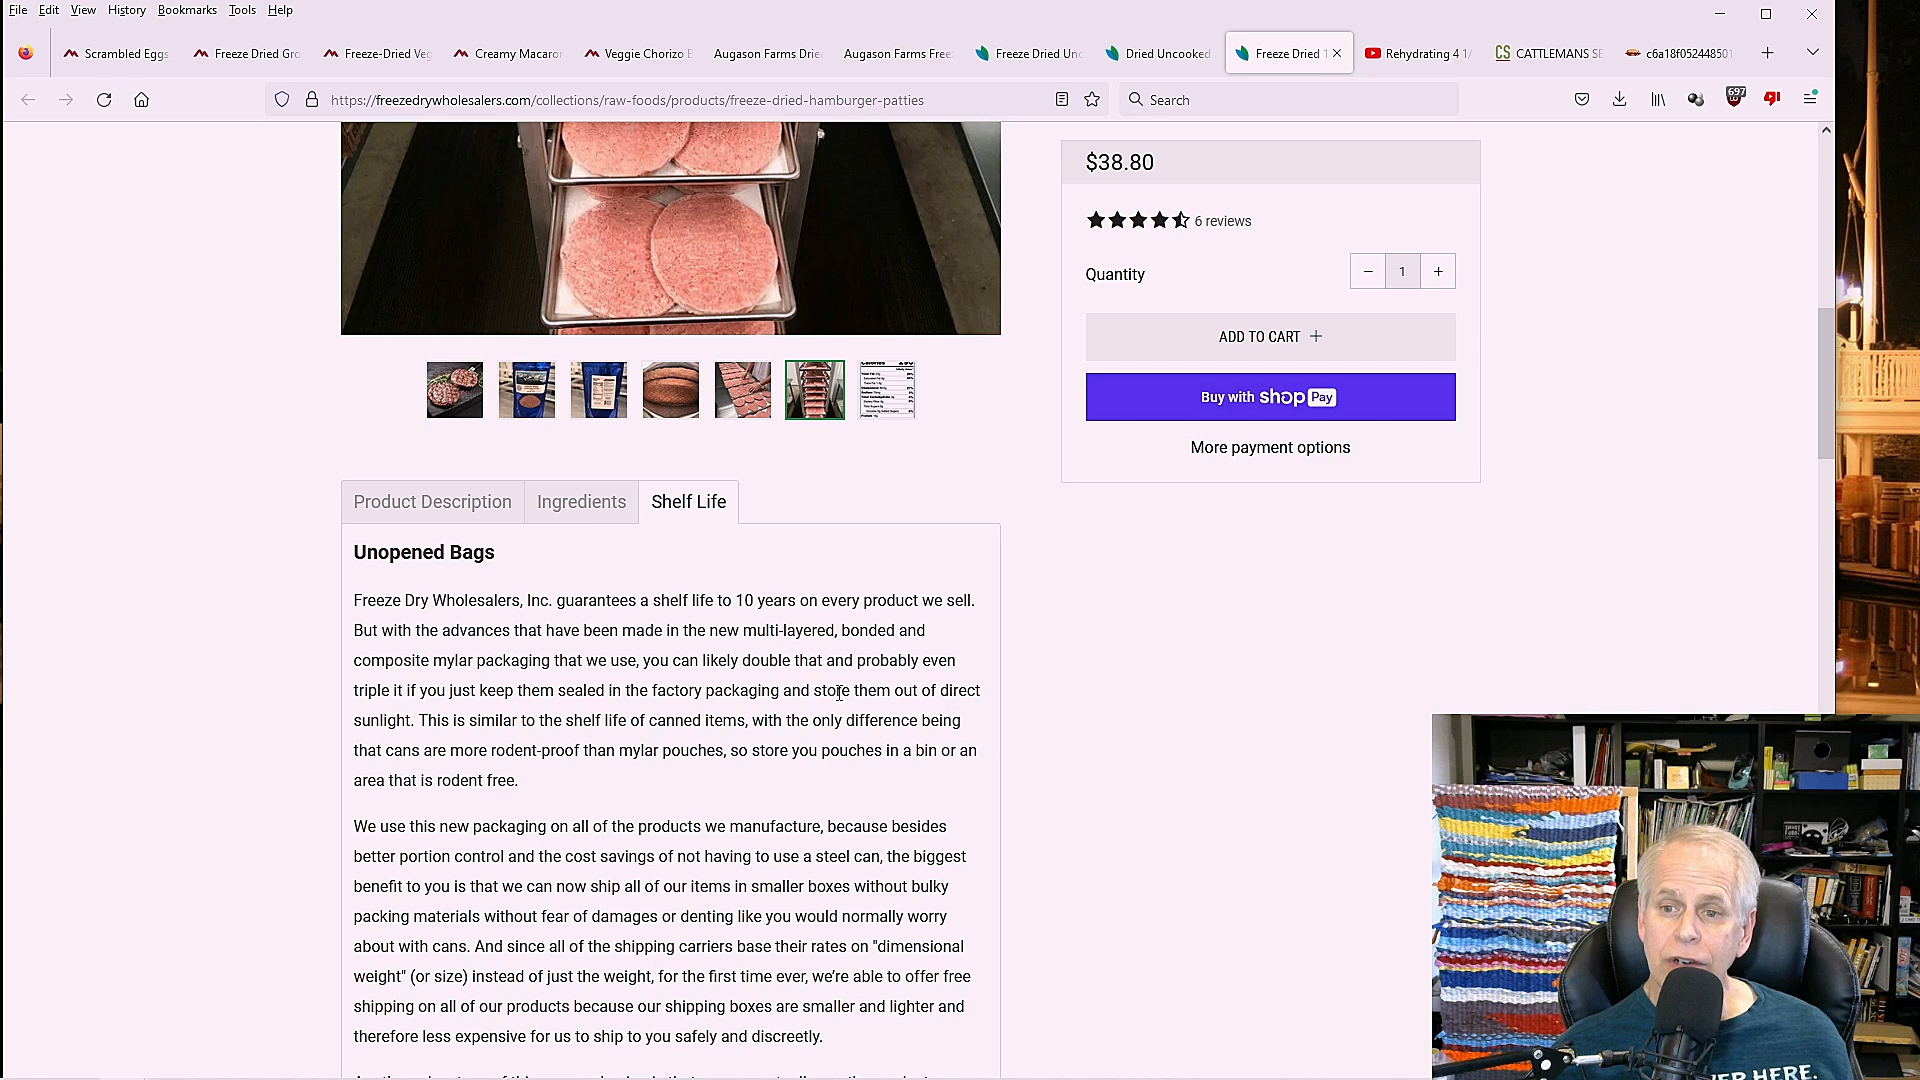 File Edit View History Bookmarks Tools Help
Scrambled Eggs Freeze Dried Gro Freeze-Dried Veg Creamy Macaror Veggie Chorizo B Augason Farms Drie Augason Farms Free Freeze Dried Unc Dried Uncooked Freeze Dried 1 Rehydrating 4 1/ CATTLEMANS SE c6a18f052448501
https://freezedrywholesalers.com/collections/raw-foods/products/freeze-dried-hamburger-patties Search 697
$38.80
6 reviews
Quantity − 1 +
ADD TO CART +
Buy with shop Pay
More payment options
Product Description Ingredients Shelf Life
Unopened Bags
Freeze Dry Wholesalers, Inc. guarantees a shelf life to 10 years on every product we sell.
But with the advances that have been made in the new multi-layered, bonded and
composite mylar packaging that we use, you can likely double that and probably even
triple it if you just keep them sealed in the factory packaging and store them out of direct
sunlight. This is similar to the shelf life of canned items, with the only difference being
that cans are more rodent-proof than mylar pouches, so store you pouches in a bin or an
area that is rodent free.
We use this new packaging on all of the products we manufacture, because besides
better portion control and the cost savings of not having to use a steel can, the biggest
benefit to you is that we can now ship all of our items in smaller boxes without bulky
packing materials without fear of damages or denting like you would normally worry
about with cans. And since all of the shipping carriers base their rates on "dimensional
weight" (or size) instead of just the weight, for the first time ever, we're able to offer free
shipping on all of our products because our shipping boxes are smaller and lighter and
therefore less expensive for us to ship to you safely and discreetly.
HERE.